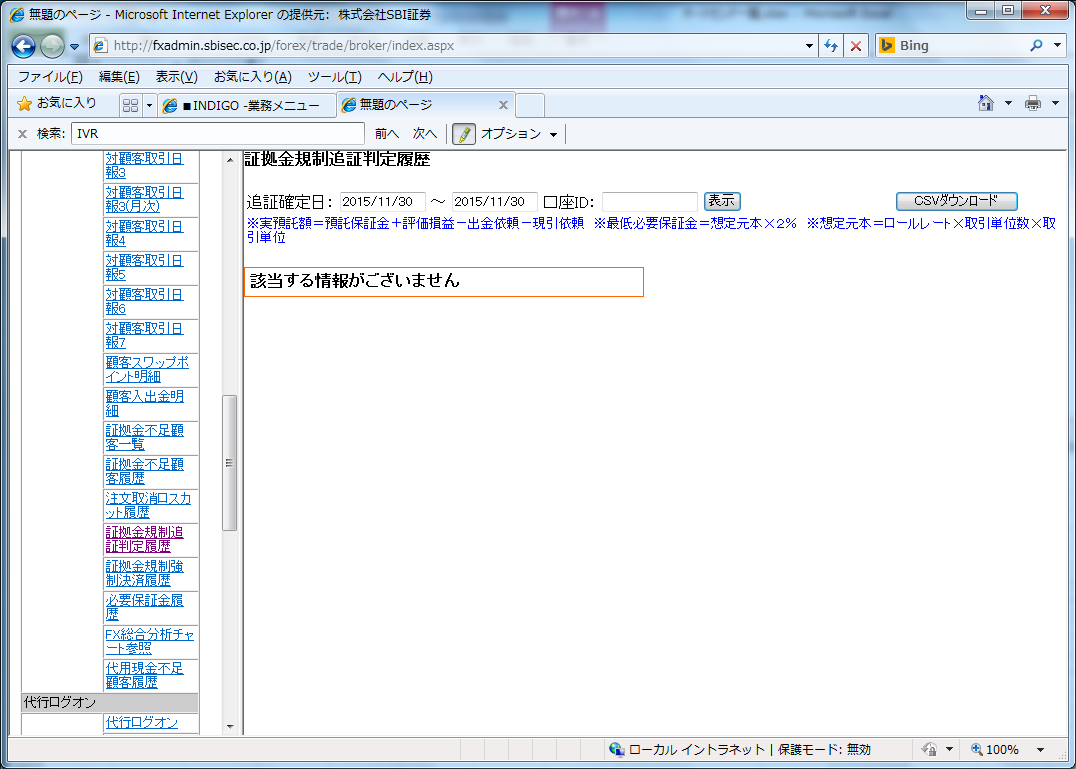 無題のページ - Microsoft Internet Explorer の提供元: 株式会社SBI証券
http://fxadmin.sbisec.co.jp/forex/trade/broker/index.aspx
Bing
ファイル(F) 編集(E) 表示(V) お気に入り(A) ツール(T) ヘルプ(H)
お気に入り
■INDIGO -業務メニュー
無題のページ
検索: IVR 前へ 次へ オプション
対顧客取引日
報3
対顧客取引日
報3(月次)
対顧客取引日
報4
対顧客取引日
報5
対顧客取引日
報6
対顧客取引日
報7
顧客スワップポ
イント明細
顧客入出金明
細
証拠金不足顧
客一覧
証拠金不足顧
客履歴
注文取消ロスカ
ット履歴
証拠金規制追
証判定履歴
証拠金規制強
制決済履歴
必要保証金履
歴
FX総合分析チャ
ート参照
代用現金不足
顧客履歴
代行ログオン
代行ログオン
証拠金規制追証判定履歴
追証確定日: 2015/11/30 ～ 2015/11/30 口座ID: 表示 CSVダウンロード
※実預託額＝預託保証金＋評価損益－出金依頼－現引依頼 ※最低必要保証金＝想定元本×2% ※想定元本＝ロールレート×取引単位数×取
引単位
該当する情報がございません
ローカル イントラネット | 保護モード: 無効
100%